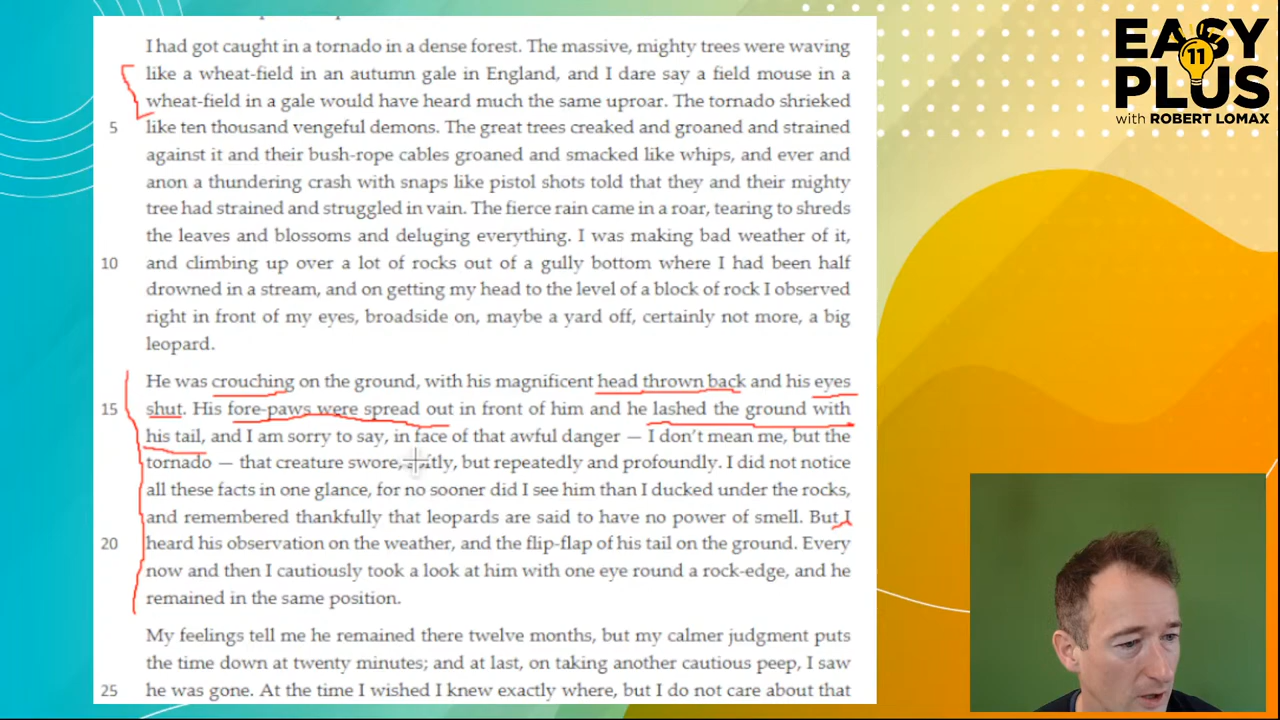 I had got caught in a tornado in a dense forest. The massive, mighty trees were waving
like a wheat-field in an autumn gale in England, and I dare say a field mouse in a
wheat-field in a gale would have heard much the same uproar. The tornado shrieked
5 like ten thousand vengeful demons. The great trees creaked and groaned and strained
against it and their bush-rope cables groaned and smacked like whips, and ever and
anon a thundering crash with snaps like pistol shots told that they and their mighty
tree had strained and struggled in vain. The fierce rain came in a roar, tearing to shreds
the leaves and blossoms and deluging everything. I was making bad weather of it,
10 and climbing up over a lot of rocks out of a gully bottom where I had been half
drowned in a stream, and on getting my head to the level of a block of rock I observed
right in front of my eyes, broadside on, maybe a yard off, certainly not more, a big
leopard.
He was crouching on the ground, with his magnificent head thrown back and his eyes
15 shut. His fore-paws were spread out in front of him and he lashed the ground with
his tail, and I am sorry to say, in face of that awful danger — I don't mean me, but the
tornado — that creature swore, but repeatedly and profoundly. I did not notice
all these facts in one glance, for no sooner did I see him than I ducked under the rocks,
and remembered thankfully that leopards are said to have no power of smell. But I
20 heard his observation on the weather, and the flip-flap of his tail on the ground. Every
now and then I cautiously took a look at him with one eye round a rock-edge, and he
remained in the same position.
My feelings tell me he remained there twelve months, but my calmer judgment puts
the time down at twenty minutes; and at last, on taking another cautious peep, I saw
25 he was gone. At the time I wished I knew exactly where, but I do not care about that
EASY
11
PLUS
with ROBERT LOMAX